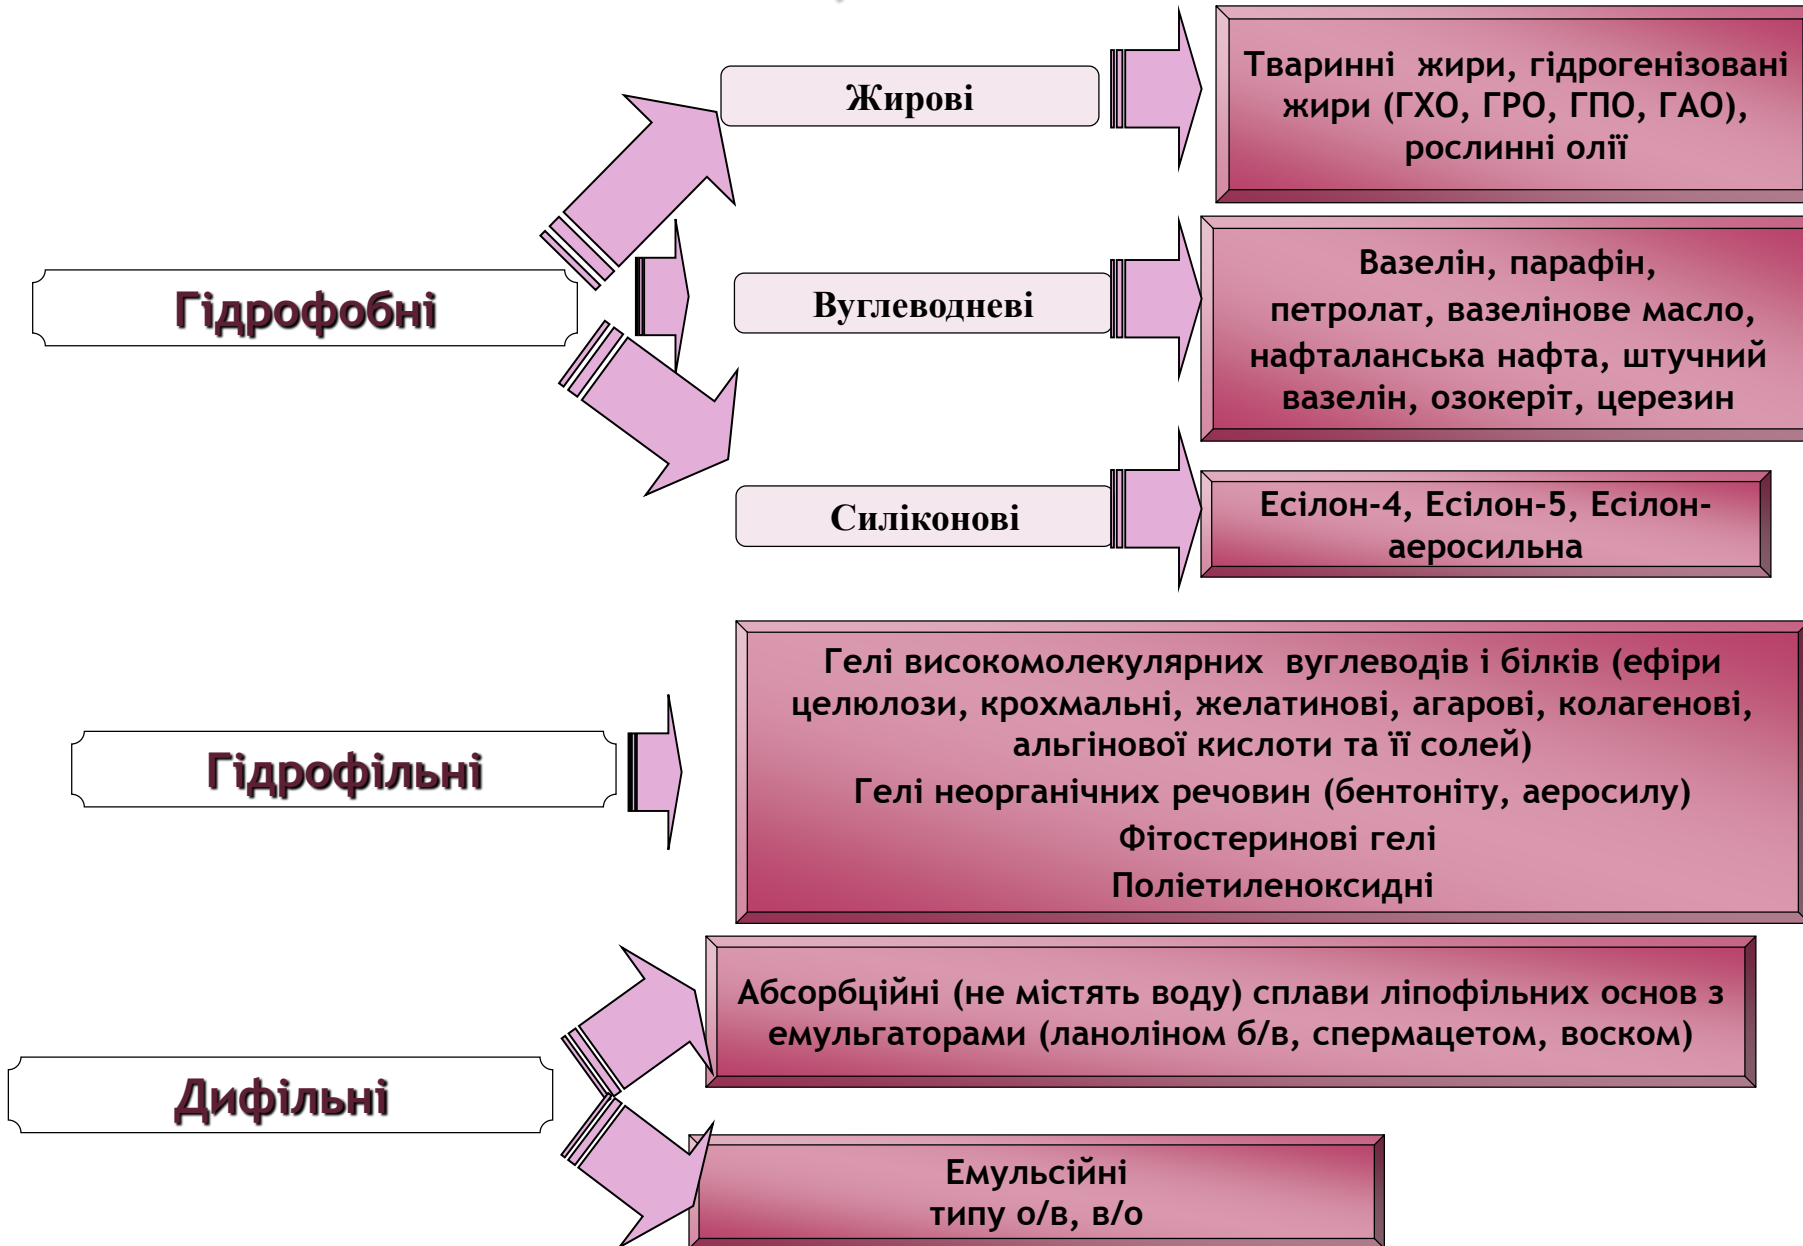 Гідрофобні
Жирові
Тваринні жири, гідрогенізовані
жири (ГХО, ГРО, ГПО, ГАО),
рослинні олії
Вуглеводневі
Вазелін, парафін,
петролат, вазелінове масло,
нафталанська нафта, штучний
вазелін, озокеріт, церезин
Силіконові
Есілон-4, Есілон-5, Есілон-
аеросильна
Гідрофільні
Гелі високомолекулярних вуглеводів і білків (ефіри
целюлози, крохмальні, желатинові, агарові, колагенові,
альгінової кислоти та її солей)
Гелі неорганічних речовин (бентоніту, аеросилу)
Фітостеринові гелі
Поліетиленоксидні
Дифільні
Абсорбційні (не містять воду) сплави ліпофільних основ з
емульгаторами (ланоліном б/в, спермацетом, воском)
Емульсійні
типу о/в, в/о